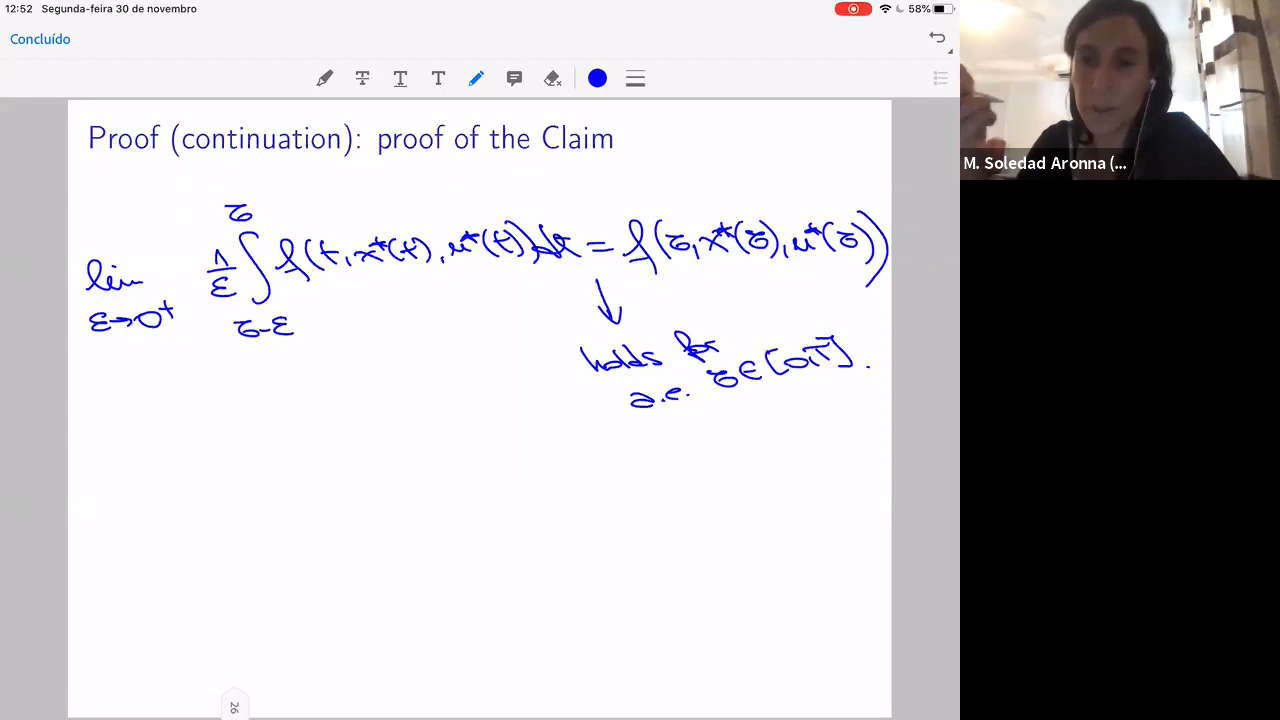 12:52 Segunda-feira 30 de novembro 58%
Concluído
T T T
Proof (continuation): proof of the Claim
lim ε→0⁺ 1/ε ∫_{τ-ε}^{τ} f(t, x*(t), u*(t)) dt = f(τ, x*(τ), u*(τ))
↓
holds for
a.e. τ∈[0,T].
26
M. Soledad Aronna (...